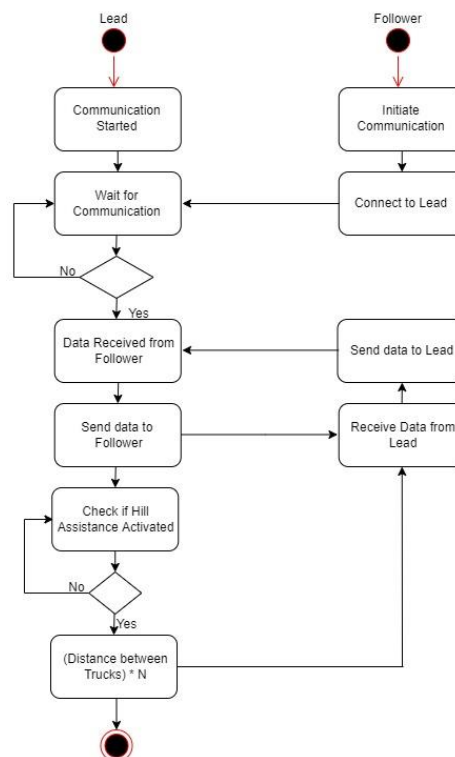 Lead
Follower
Communication
Started
Initiate
Communication
Wait for
Communication
Connect to Lead
No
Yes
Data Received from
Follower
Send data to Lead
Send data to
Follower
Receive Data from
Lead
Check if Hill
Assistance Activated
No
Yes
(Distance between
Trucks) * N